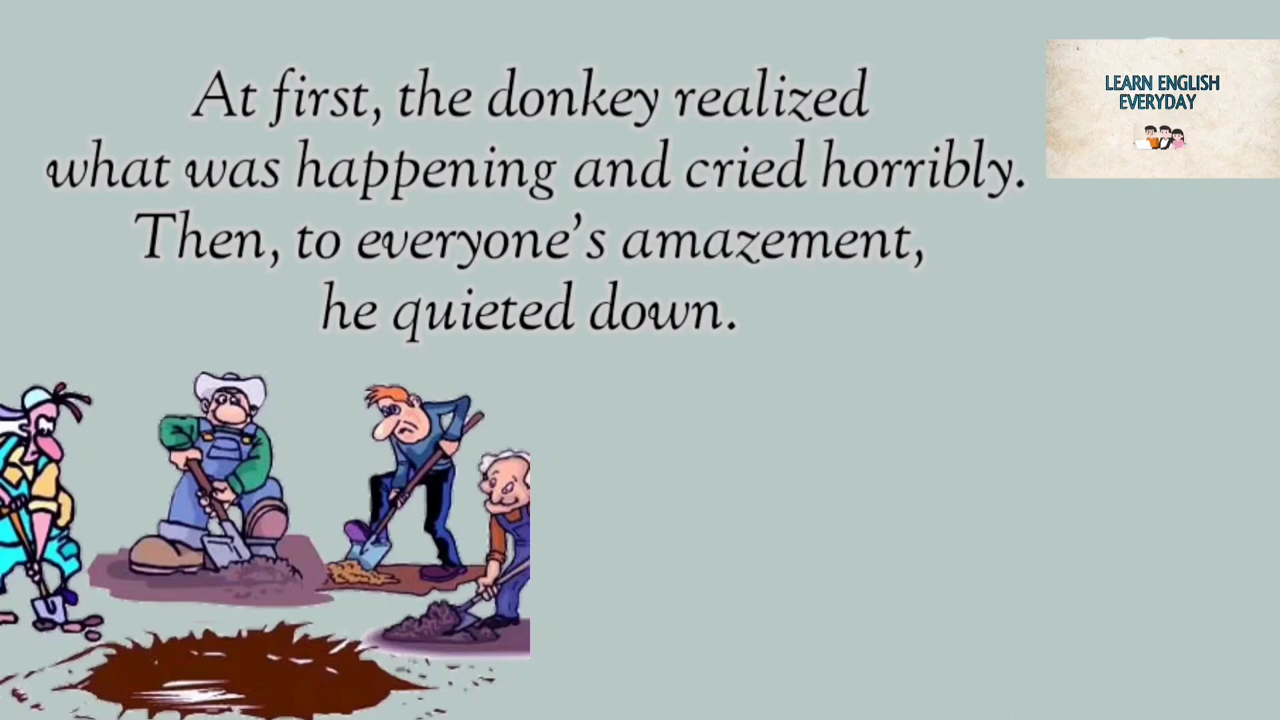 At first, the donkey realized
what was happening and cried horribly.
Then, to everyone’s amazement,
he quieted down.
LEARN ENGLISH
EVERYDAY